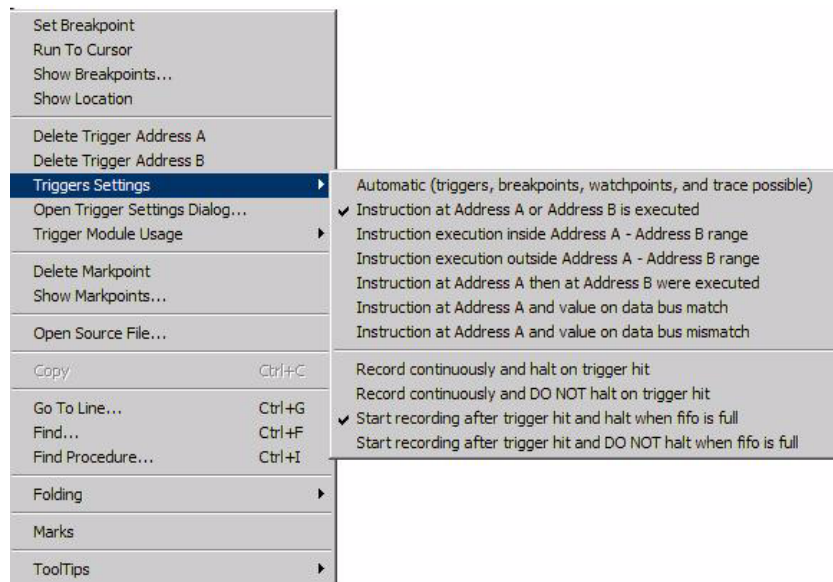 Set Breakpoint
Run To Cursor
Show Breakpoints...
Show Location
Delete Trigger Address A
Delete Trigger Address B
Triggers Settings
Open Trigger Settings Dialog...
Trigger Module Usage
Delete Markpoint
Show Markpoints...
Open Source File...
Copy Ctrl+C
Go To Line... Ctrl+G
Find... Ctrl+F
Find Procedure... Ctrl+I
Folding
Marks
ToolTips
Automatic (triggers, breakpoints, watchpoints, and trace possible)
Instruction at Address A or Address B is executed
Instruction execution inside Address A - Address B range
Instruction execution outside Address A - Address B range
Instruction at Address A then at Address B were executed
Instruction at Address A and value on data bus match
Instruction at Address A and value on data bus mismatch
Record continuously and halt on trigger hit
Record continuously and DO NOT halt on trigger hit
Start recording after trigger hit and halt when fifo is full
Start recording after trigger hit and DO NOT halt when fifo is full